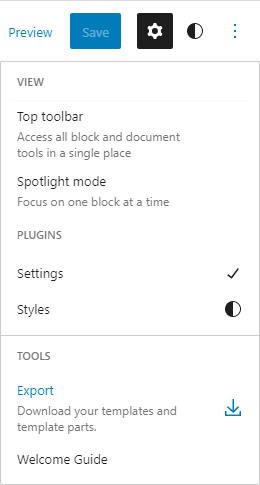 Preview Save
VIEW
Top toolbar
Access all block and document
tools in a single place
Spotlight mode
Focus on one block at a time
PLUGINS
Settings
Styles
TOOLS
Export
Download your templates and
template parts.
Welcome Guide